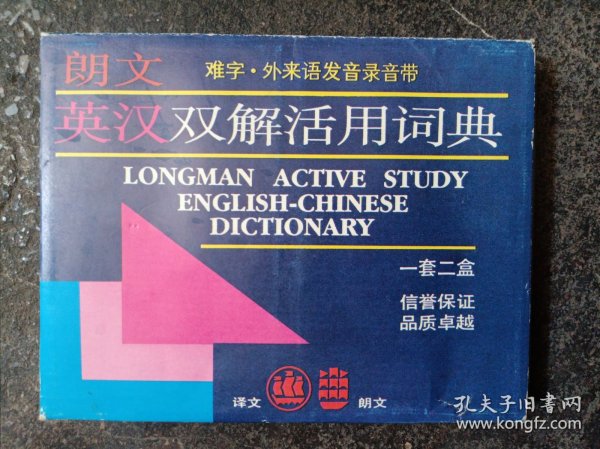 朗文
难字·外来语发音录音带
英汉双解活用词典
LONGMAN ACTIVE STUDY
ENGLISH-CHINESE
DICTIONARY
一套二盒
信誉保证
品质卓越
译文 朗文
孔夫子旧书网
www.kongfz.com